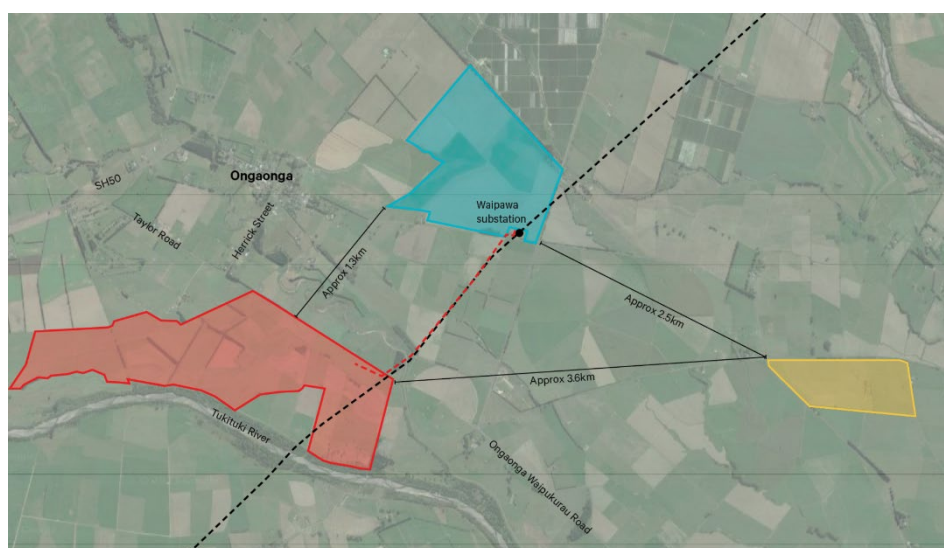 SH50
Ongaonga
Taylor Road
Herrick Street
Waipawa
substation
Approx 1.3km
Approx 2.5km
Approx 3.6km
Tukituki River
Ongaonga Waipukurau Road